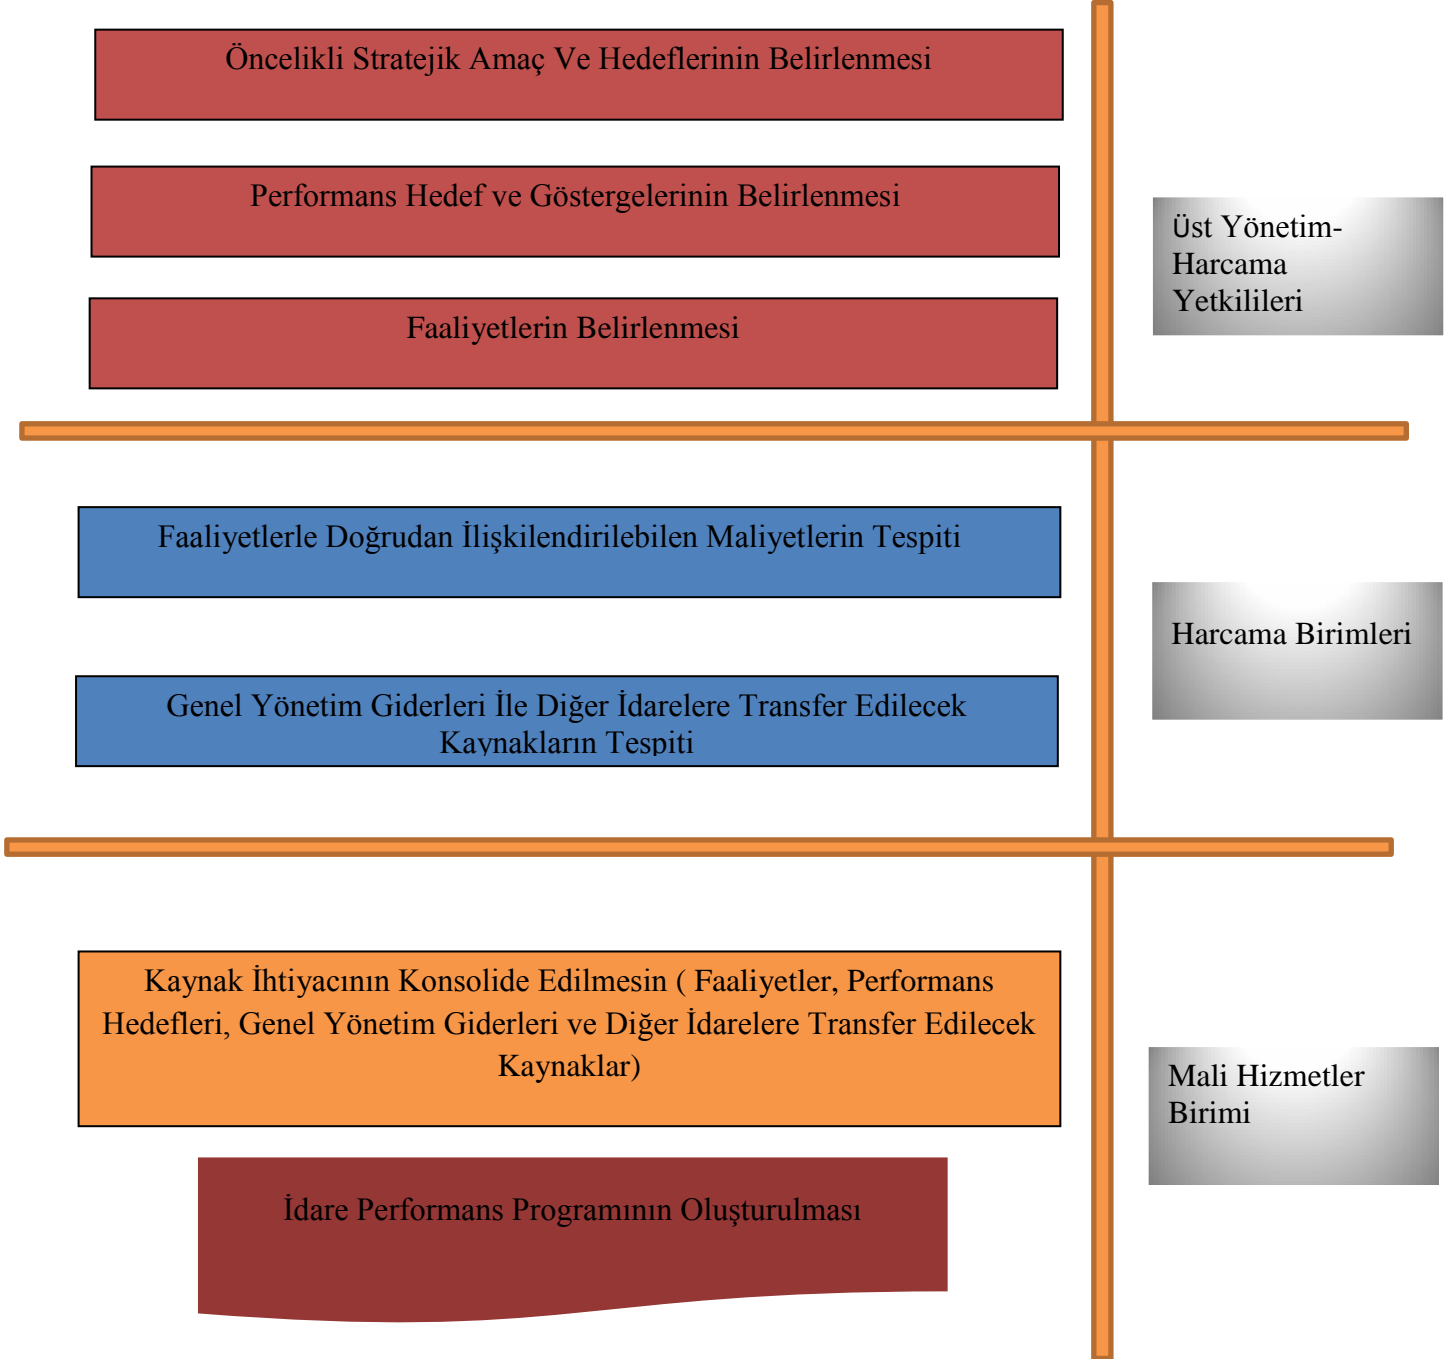 Öncelikli Stratejik Amaç Ve Hedeflerinin Belirlenmesi
Performans Hedef ve Göstergelerinin Belirlenmesi
Faaliyetlerin Belirlenmesi
Üst Yönetim-
Harcama
Yetkilileri
Faaliyetlerle Doğrudan İlişkilendirilebilen Maliyetlerin Tespiti
Genel Yönetim Giderleri İle Diğer İdarelere Transfer Edilecek
Kaynakların Tespiti
Harcama Birimleri
Kaynak İhtiyacının Konsolide Edilmesin ( Faaliyetler, Performans
Hedefleri, Genel Yönetim Giderleri ve Diğer İdarelere Transfer Edilecek
Kaynaklar)
İdare Performans Programının Oluşturulması
Mali Hizmetler
Birimi